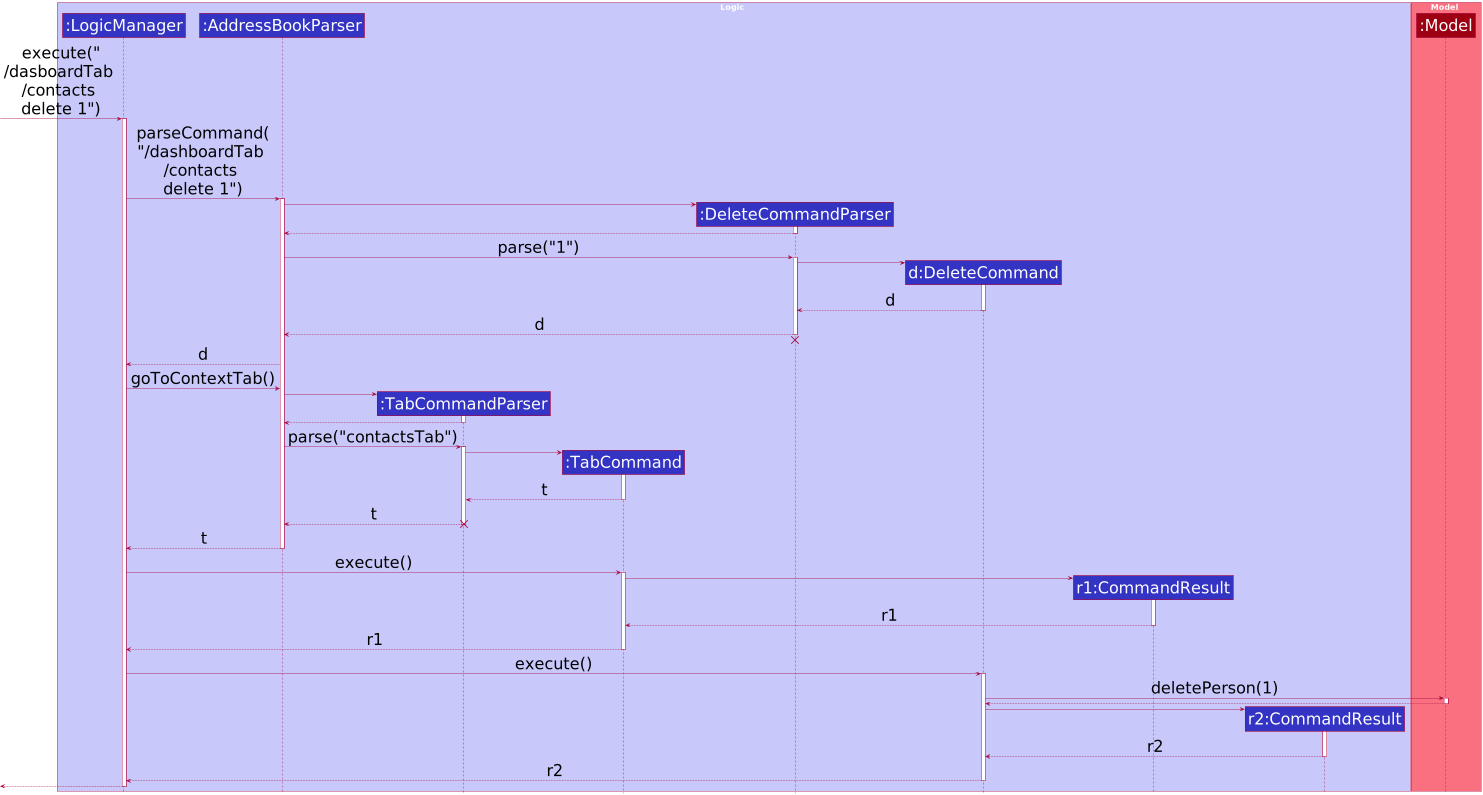 Logic
Model
:LogicManager
:AddressBookParser
:Model
execute("
/dasboardTab
/contacts
delete 1")
parseCommand(
"/dashboardTab
/contacts
delete 1")
:DeleteCommandParser
parse("1")
d:DeleteCommand
d
d
d
goToContextTab()
:TabCommandParser
parse("contactsTab")
:TabCommand
t
t
t
execute()
r1:CommandResult
r1
r1
execute()
deletePerson(1)
r2:CommandResult
r2
r2